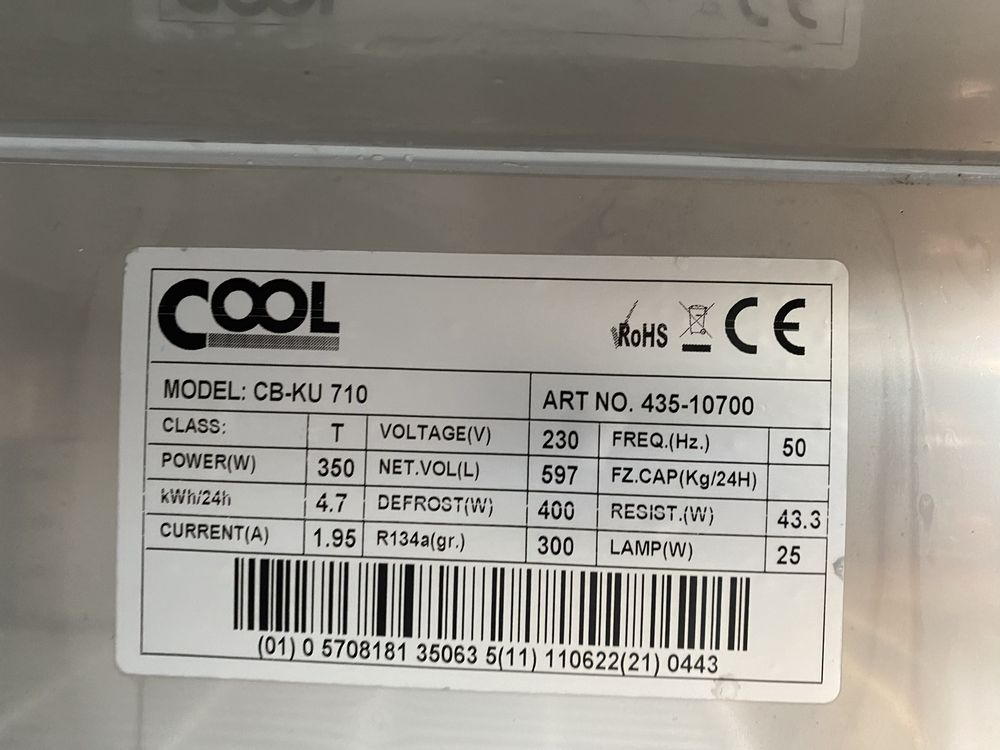 COOL
RoHS CE
MODEL: CB-KU 710 ART NO. 435-10700
CLASS: T VOLTAGE(V) 230 FREQ.(Hz.) 50
POWER(W) 350 NET.VOL(L) 597 FZ.CAP(Kg/24H)
kWh/24h 4.7 DEFROST(W) 400 RESIST.(W) 43.3
CURRENT(A) 1.95 R134a(gr.) 300 LAMP(W) 25
(01) 0 5708181 35063 5(11) 110622(21) 0443